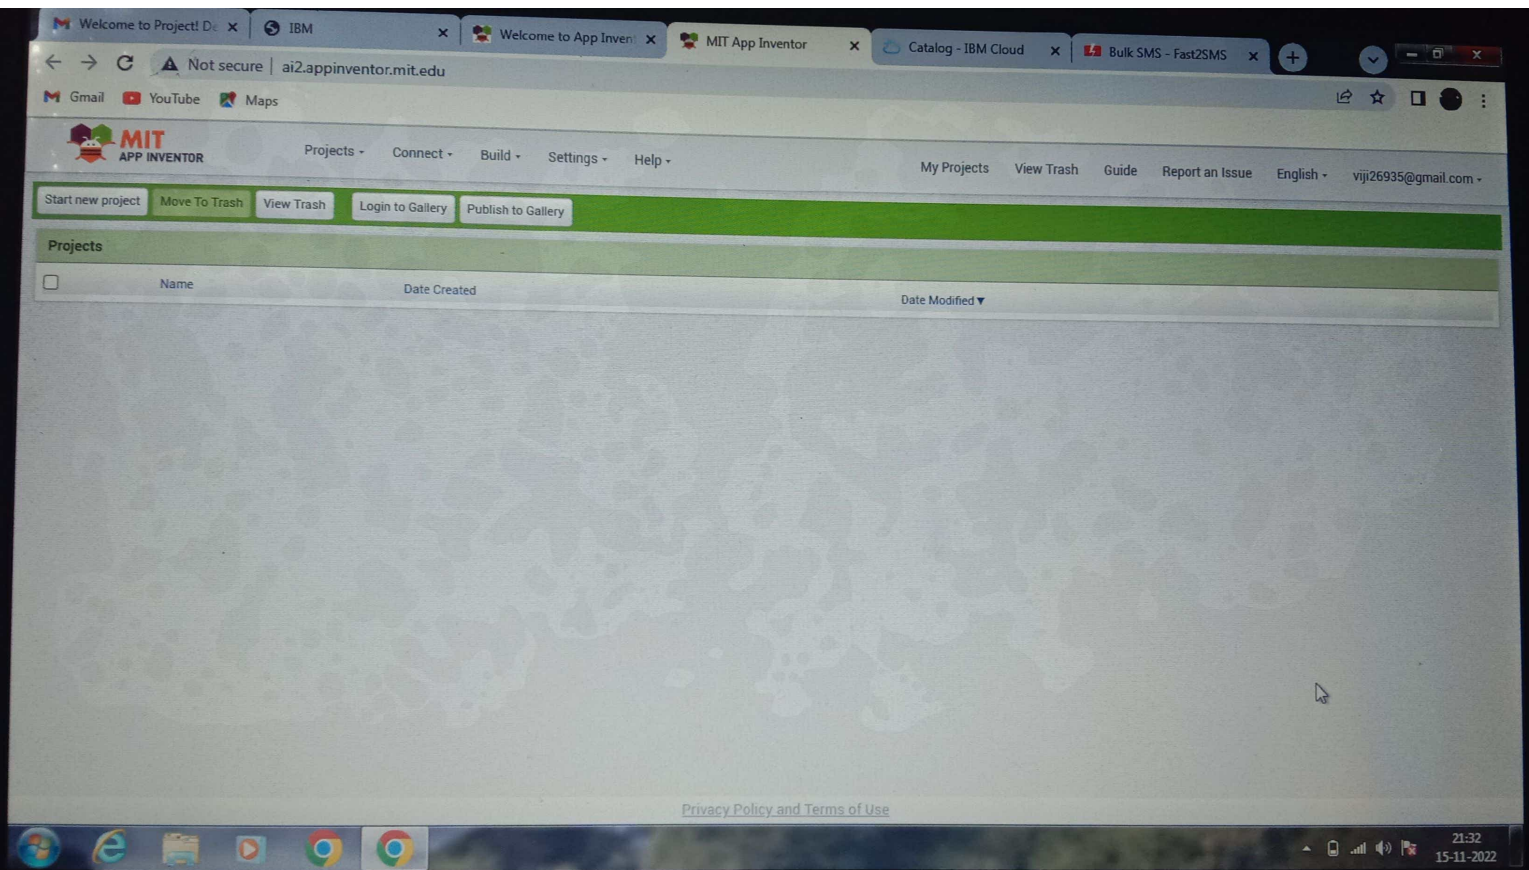 Welcome to Project! De
IBM
Welcome to App Invent
MIT App Inventor
Catalog - IBM Cloud
Bulk SMS - Fast2SMS
Not secure | ai2.appinventor.mit.edu
Gmail YouTube Maps
MIT
APP INVENTOR
Projects Connect Build Settings Help
My Projects View Trash Guide Report an Issue English viji26935@gmail.com
Start new project Move To Trash View Trash Login to Gallery Publish to Gallery
Projects
Name Date Created Date Modified
Privacy Policy and Terms of Use
21:32
15-11-2022